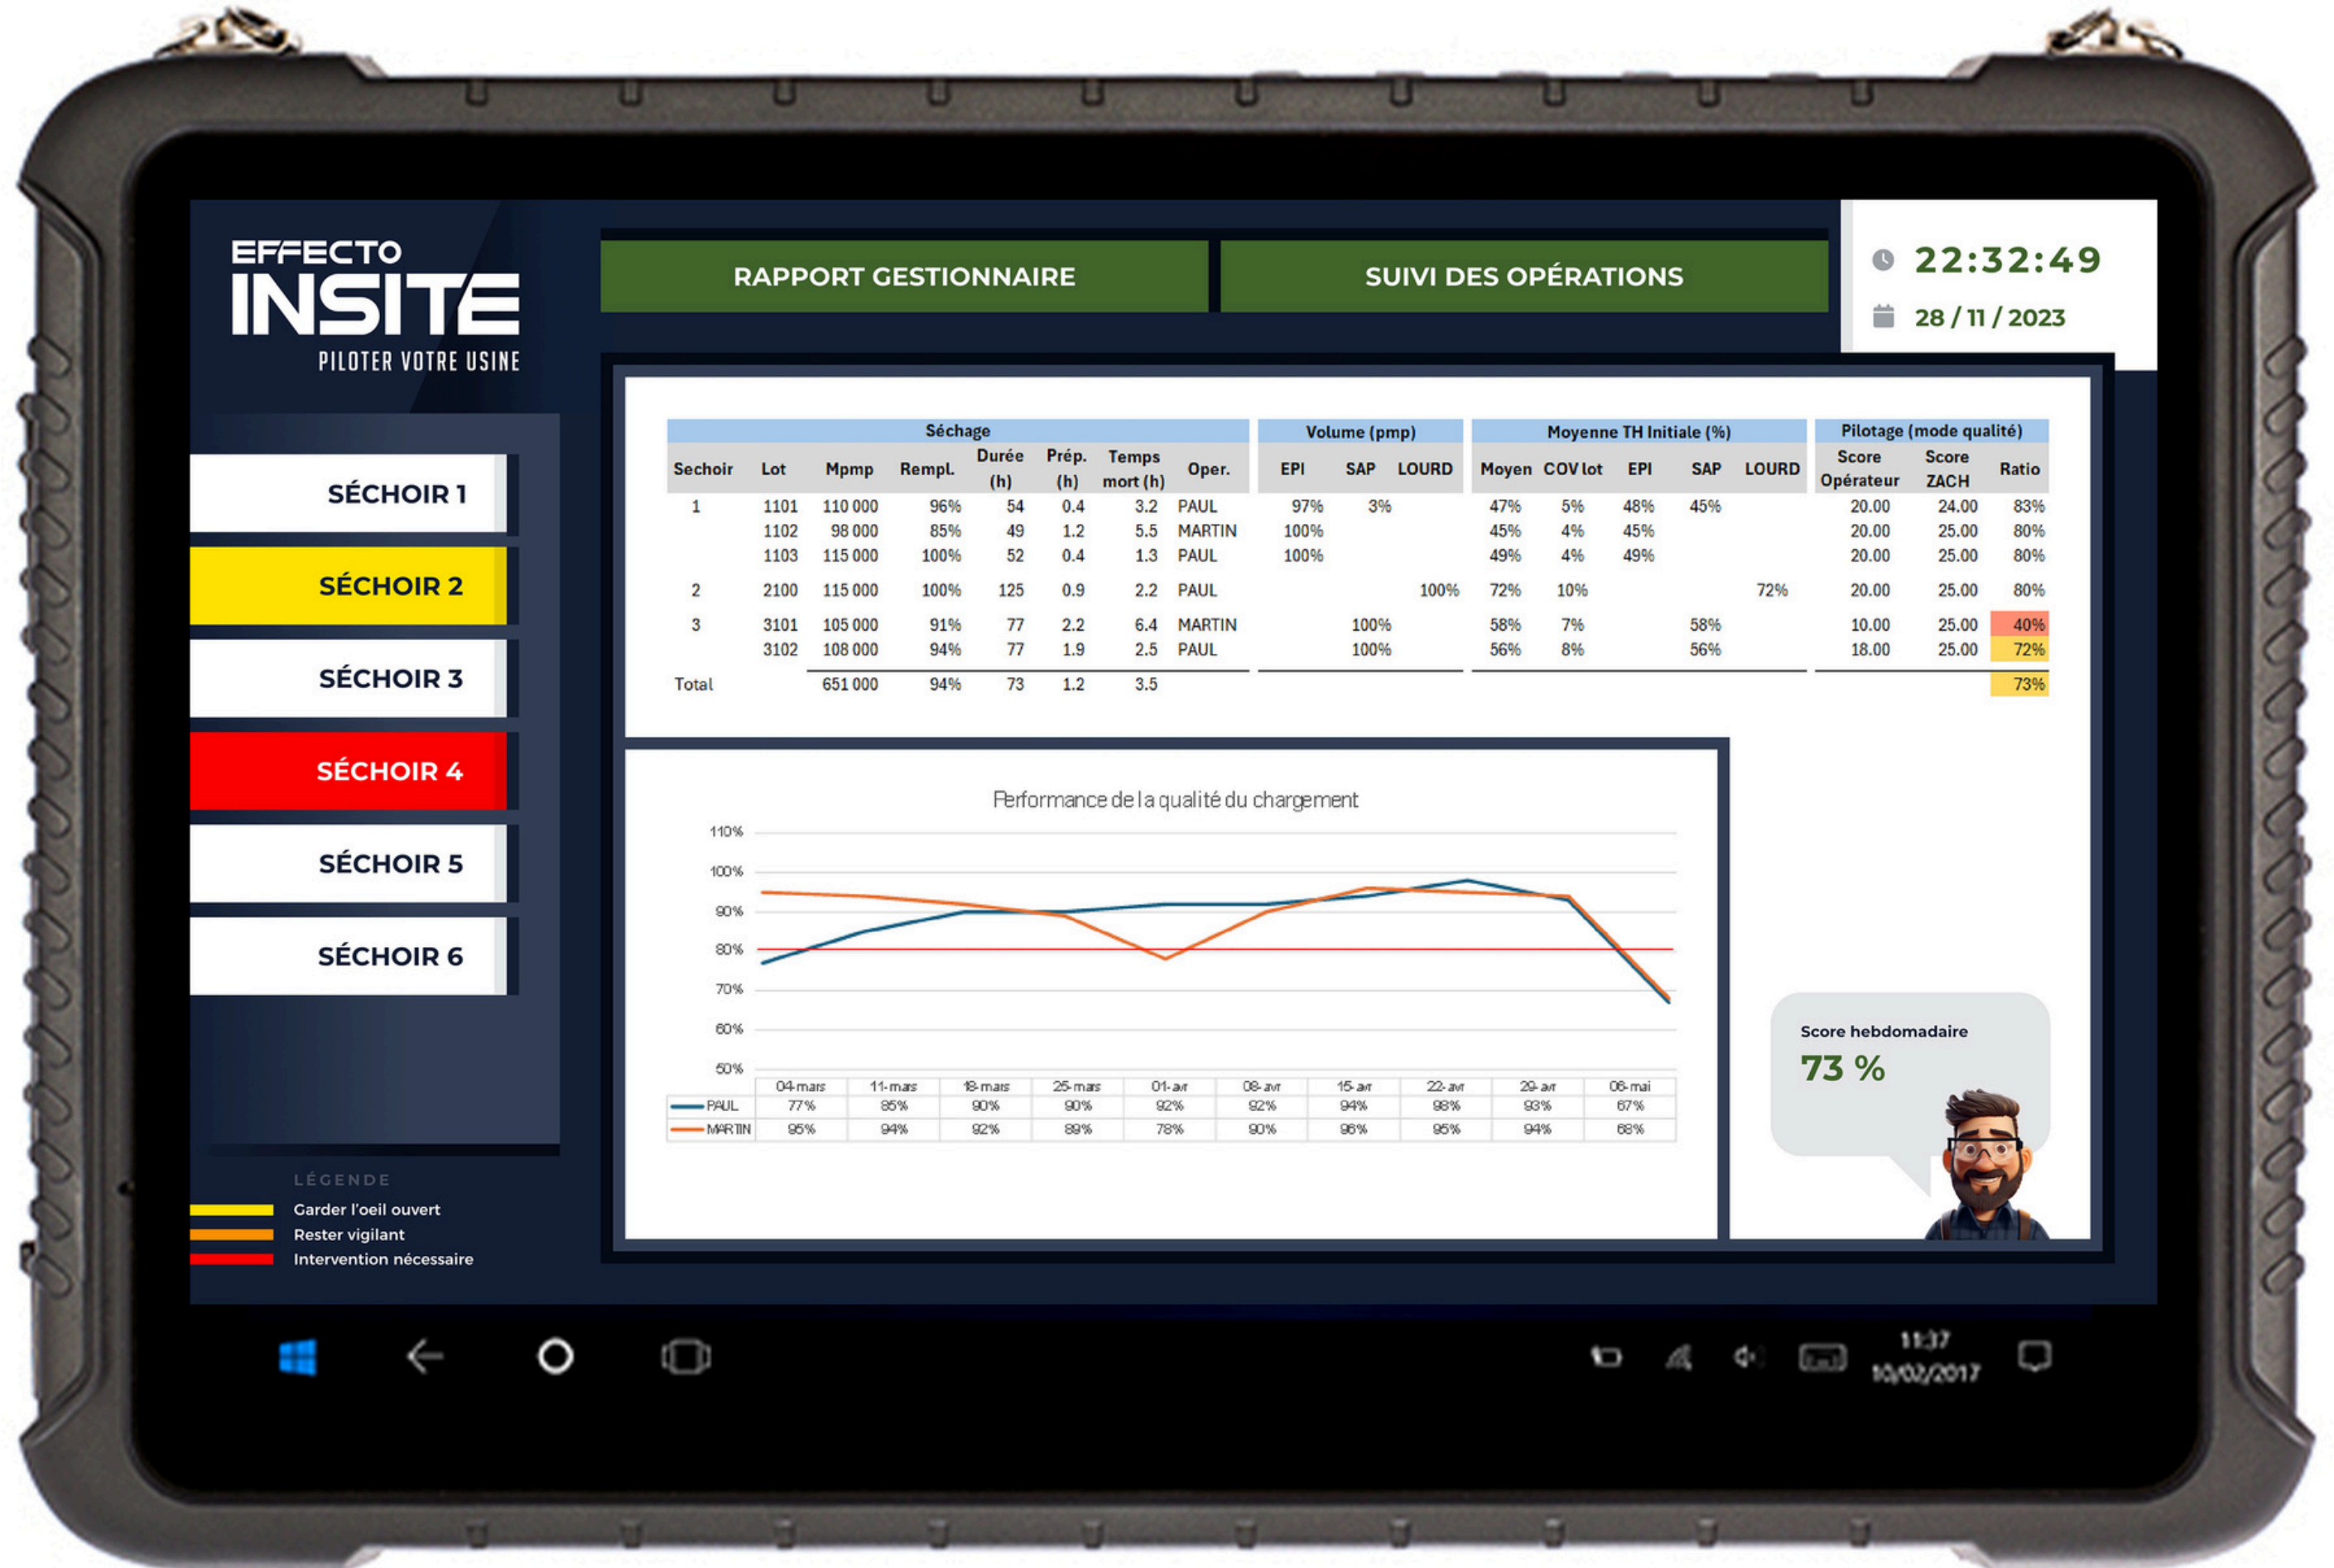 EFFECTO
INSITE
PILOTER VOTRE USINE
RAPPORT GESTIONNAIRE
SUIVI DES OPÉRATIONS
22:32:49
28 / 11 / 2023
SÉCHOIR 1
SÉCHOIR 2
SÉCHOIR 3
SÉCHOIR 4
SÉCHOIR 5
SÉCHOIR 6
LÉGENDE
Garder l'oeil ouvert
Rester vigilant
Intervention nécessaire
Séchage Volume (pmp) Moyenne TH Initiale (%) Pilotage (mode qualité)
Sechoir Lot Mpmp Rempl. Durée (h) Prép. (h) Temps mort (h) Oper. EPI SAP LOURD Moyen COV lot EPI SAP LOURD Score Opérateur Score ZACH Ratio
1 1101 110 000 96% 54 0.4 3.2 PAUL 97% 3% 47% 5% 48% 45% 20.00 24.00 83%
1102 98 000 85% 49 1.2 5.5 MARTIN 100% 45% 4% 45% 20.00 25.00 80%
1103 115 000 100% 52 0.4 1.3 PAUL 100% 49% 4% 49% 20.00 25.00 80%
2 2100 115 000 100% 125 0.9 2.2 PAUL 100% 72% 10% 72% 20.00 25.00 80%
3 3101 105 000 91% 77 2.2 6.4 MARTIN 100% 58% 7% 58% 10.00 25.00 40%
3102 108 000 94% 77 1.9 2.5 PAUL 100% 56% 8% 56% 18.00 25.00 72%
Total 651 000 94% 73 1.2 3.5 73%
Performance de la qualité du chargement
110%
100%
90%
80%
70%
60%
50%
04-mars 11-mars 18-mars 25-mars 01-avr 08-avr 15-avr 22-avr 29-avr 06-mai
PAUL 77% 85% 90% 90% 92% 92% 94% 98% 93% 67%
MARTIN 95% 94% 92% 89% 78% 90% 96% 95% 94% 68%
Score hebdomadaire
73 %
11:37
10/02/2017